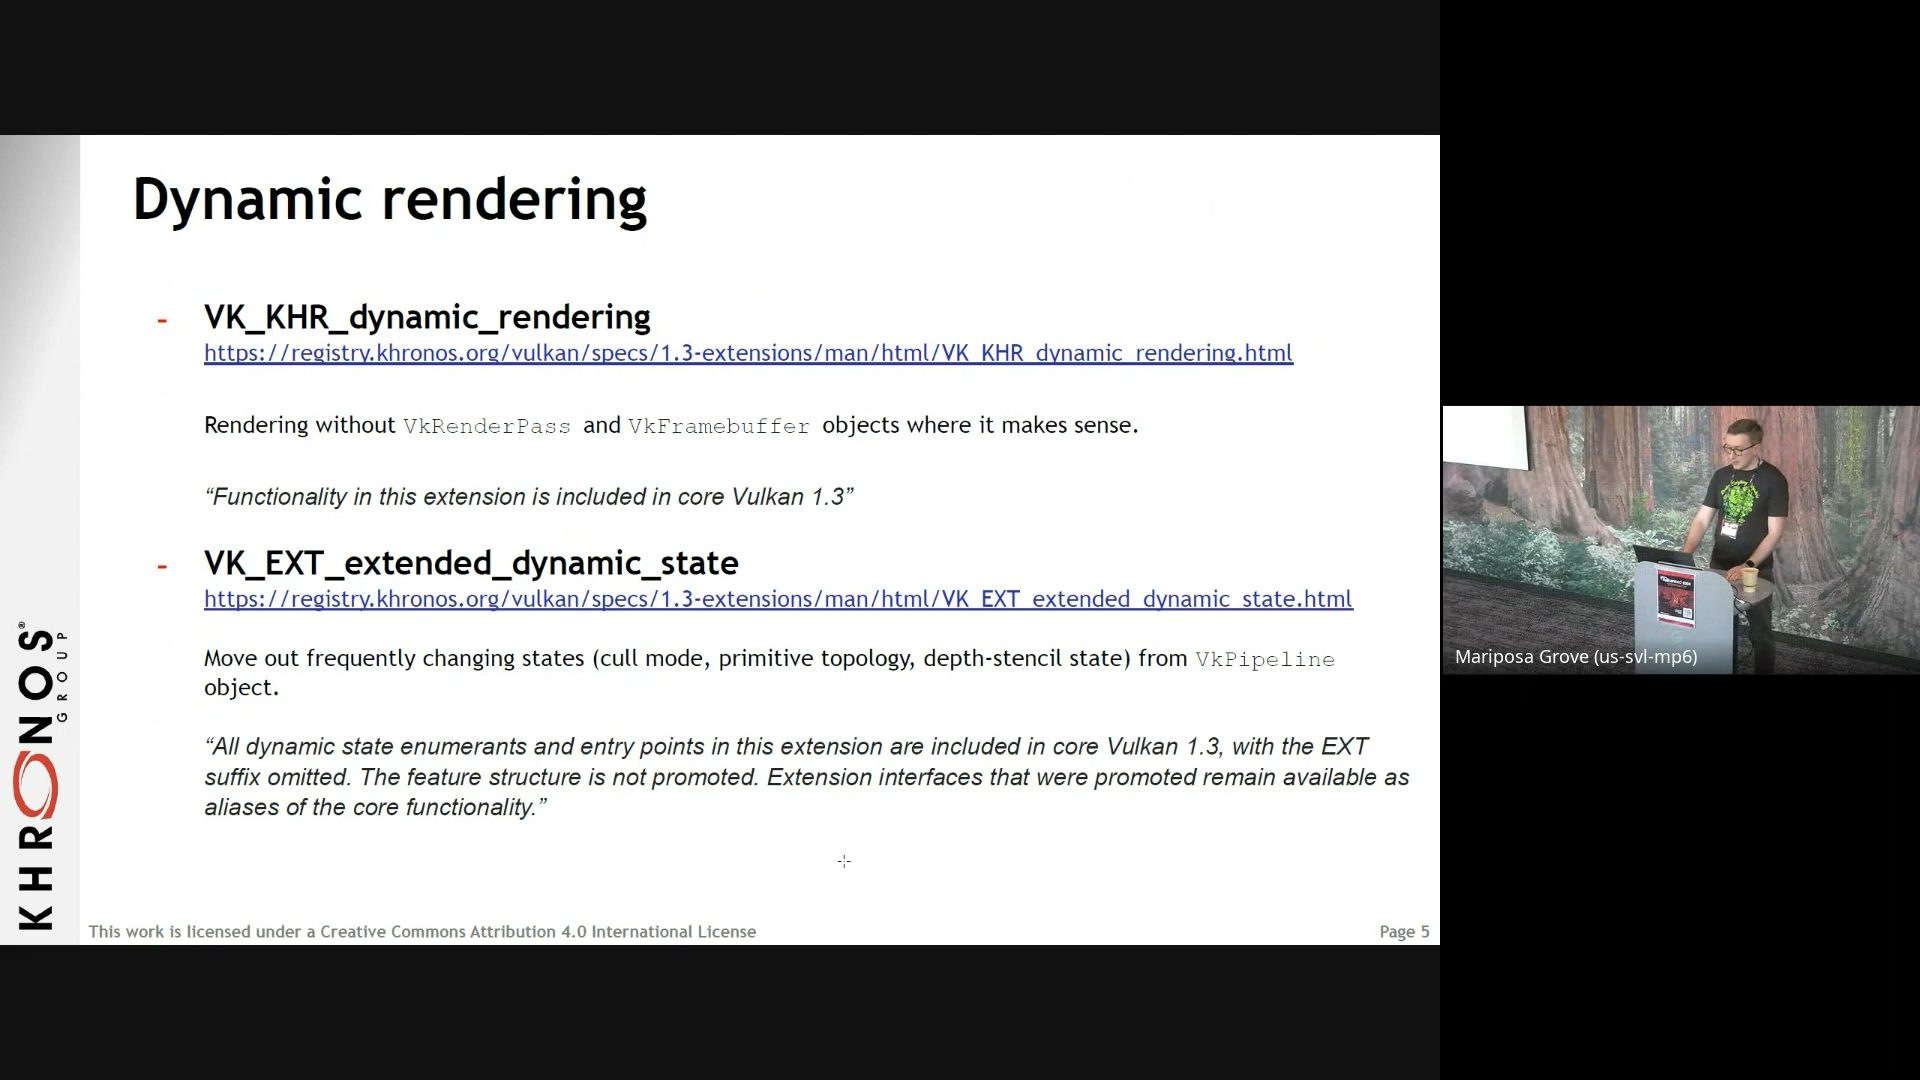 Dynamic rendering
- VK_KHR_dynamic_rendering
https://registry.khronos.org/vulkan/specs/1.3-extensions/man/html/VK_KHR_dynamic_rendering.html
Rendering without VkRenderPass and VkFramebuffer objects where it makes sense.
“Functionality in this extension is included in core Vulkan 1.3”
- VK_EXT_extended_dynamic_state
https://registry.khronos.org/vulkan/specs/1.3-extensions/man/html/VK_EXT_extended_dynamic_state.html
Move out frequently changing states (cull mode, primitive topology, depth-stencil state) from VkPipeline
object.
“All dynamic state enumerants and entry points in this extension are included in core Vulkan 1.3, with the EXT
suffix omitted. The feature structure is not promoted. Extension interfaces that were promoted remain available as
aliases of the core functionality.”
KHRONOS®
GROUP
This work is licensed under a Creative Commons Attribution 4.0 International License
Page 5
Mariposa Grove (us-svl-mp6)